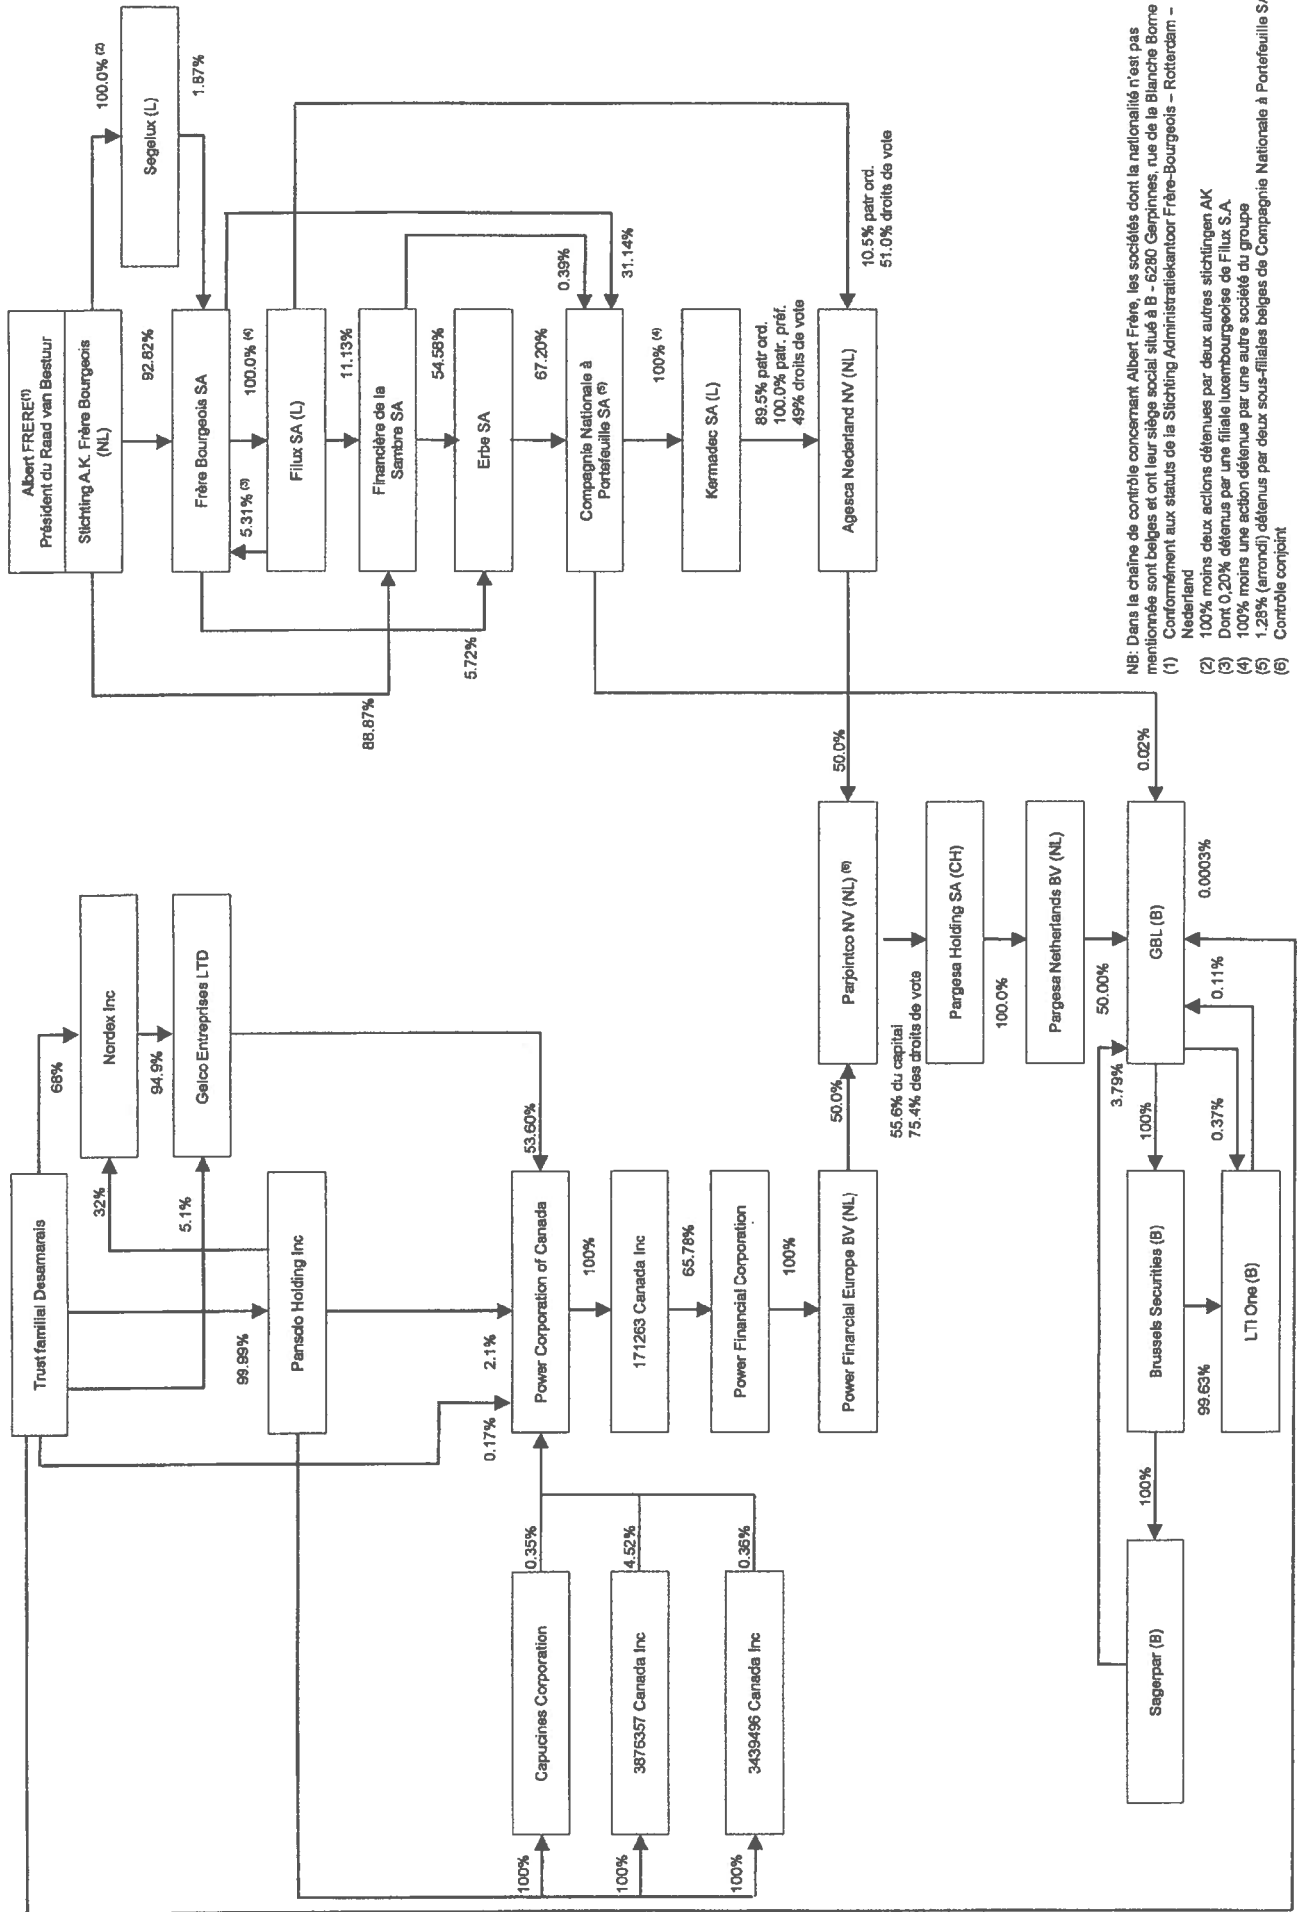 Trust familial Desamarais
68%
Nordex Inc
94.9%
Gelco Entreprises LTD
32%
5.1%
99.99%
Pansolo Holding Inc
53.60%
2.1%
0.17%
Power Corporation of Canada
100%
171263 Canada Inc
65.78%
Power Financial Corporation
100%
Power Financial Europe BV (NL)
50.0%
Capucines Corporation
0.35%
3876357 Canada Inc
4.52%
3439496 Canada Inc
0.36%
100%
100%
100%
Albert FRERE(1)
Président du Raad van Bestuur
Stichting A.K. Frère Bourgeois
(NL)
100.0% (2)
Segelux (L)
1.87%
92.82%
Frère Bourgeois SA
100.0% (4)
5.31% (3)
Filux SA (L)
11.13%
Financière de la
Sambre SA
54.58%
88.87%
Erbe SA
5.72%
67.20%
0.39%
31.14%
Compagnie Nationale à
Portefeuille SA (5)
100% (4)
Kermadec SA (L)
89.5% patr ord.
100.0% patr. préf.
49% droits de vote
10.5% patr ord.
51.0% droits de vote
Agesca Nederland NV (NL)
50.0%
Parjointco NV (NL) (6)
55.6% du capital
75.4% des droits de vote
Pargesa Holding SA (CH)
100.0%
Pargesa Netherlands BV (NL)
50.00%
0.02%
GBL (B)
0.0003%
3.79%
100%
0.37%
0.11%
Brussels Securities (B)
99.63%
LTI One (B)
100%
Sagerpar (B)
NB: Dans la chaîne de contrôle concernant Albert Frère, les sociétés dont la nationalité n'est pas
mentionnée sont belges et ont leur siège social situé à B - 6280 Gerpinnes, rue de la Blanche Borne
(1) Conformément aux statuts de la Stichting Administratiekantoor Frère-Bourgeois – Rotterdam –
Nederland
(2) 100% moins deux actions détenues par deux autres stichtingen AK
(3) Dont 0,20% détenus par une filiale luxembourgeoise de Filux S.A.
(4) 100% moins une action détenue par une autre société du groupe
(5) 1.28% (arrondi) détenus par deux sous-filiales belges de Compagnie Nationale à Portefeuille
(6) Contrôle conjoint